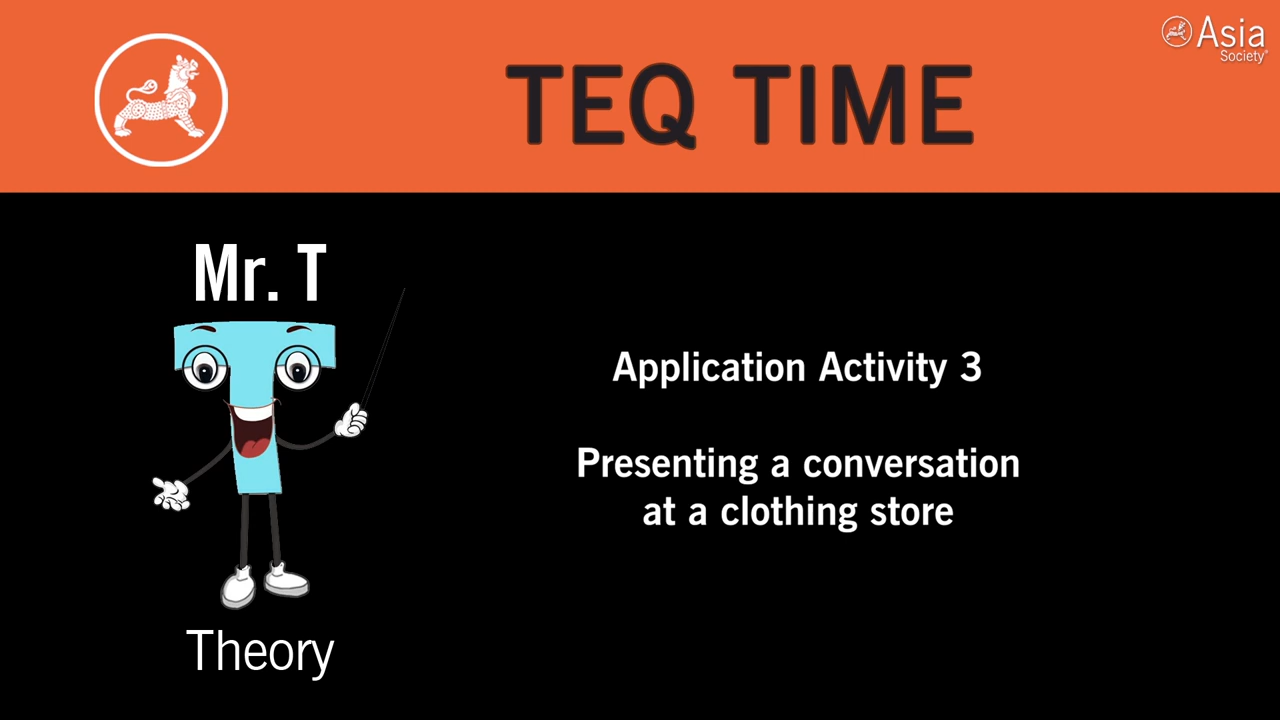 TEQ TIME
Asia
Society®
Mr. T
Theory
Application Activity 3
Presenting a conversation
at a clothing store